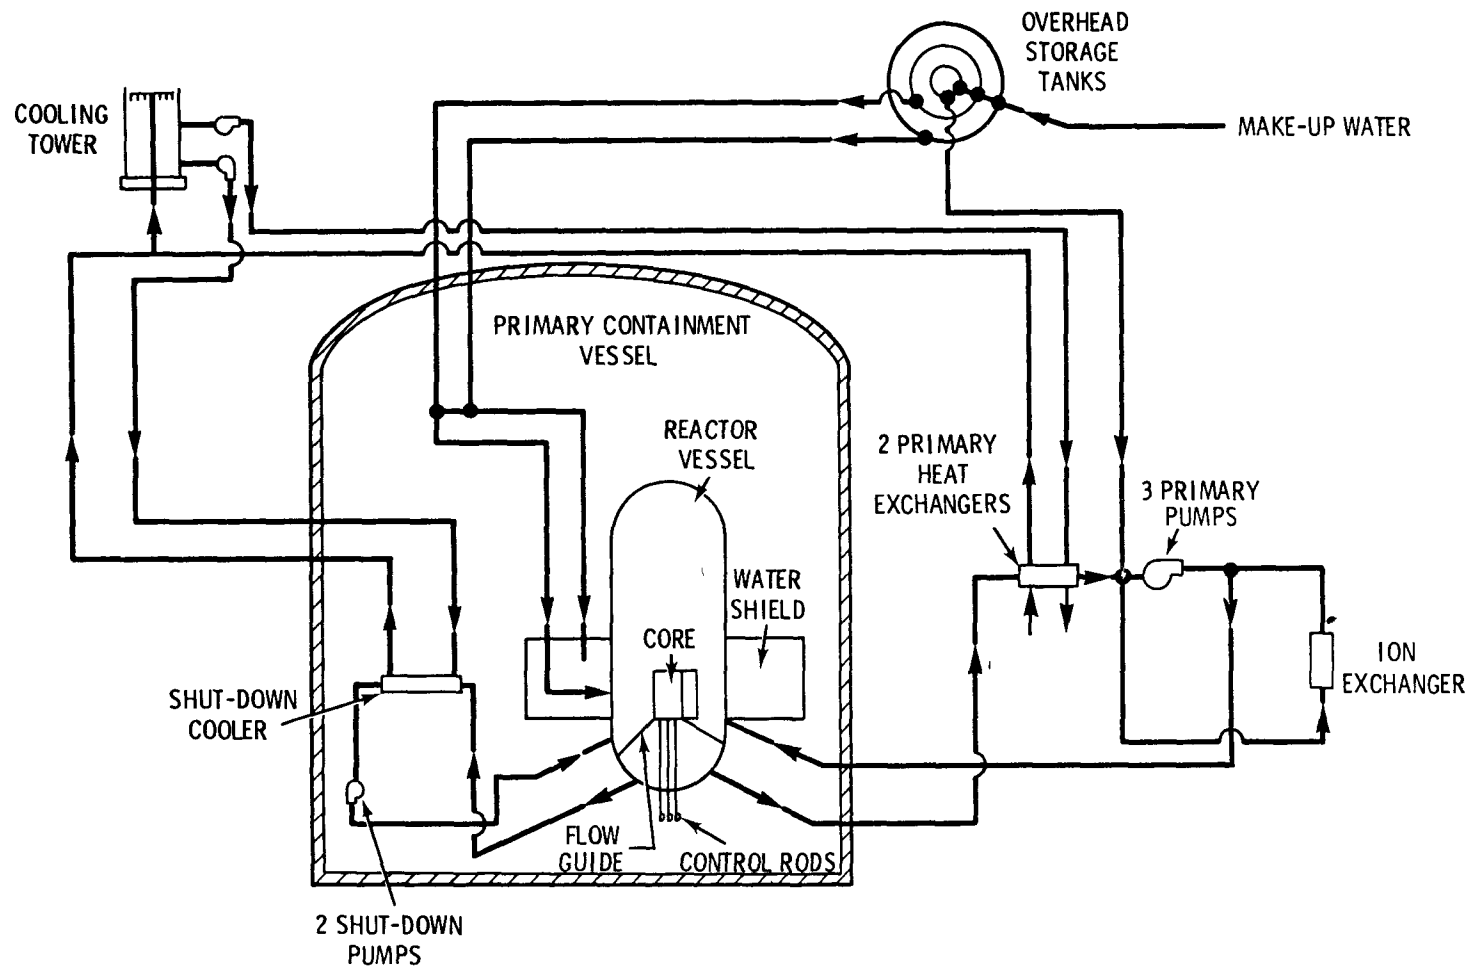 OVERHEAD
STORAGE
TANKS
COOLING
TOWER
MAKE-UP WATER
PRIMARY CONTAINMENT
VESSEL
REACTOR
VESSEL
2 PRIMARY
HEAT
EXCHANGERS
3 PRIMARY
PUMPS
WATER
SHIELD
CORE
ION
EXCHANGER
SHUT-DOWN
COOLER
FLOW
GUIDE
CONTROL RODS
2 SHUT-DOWN
PUMPS